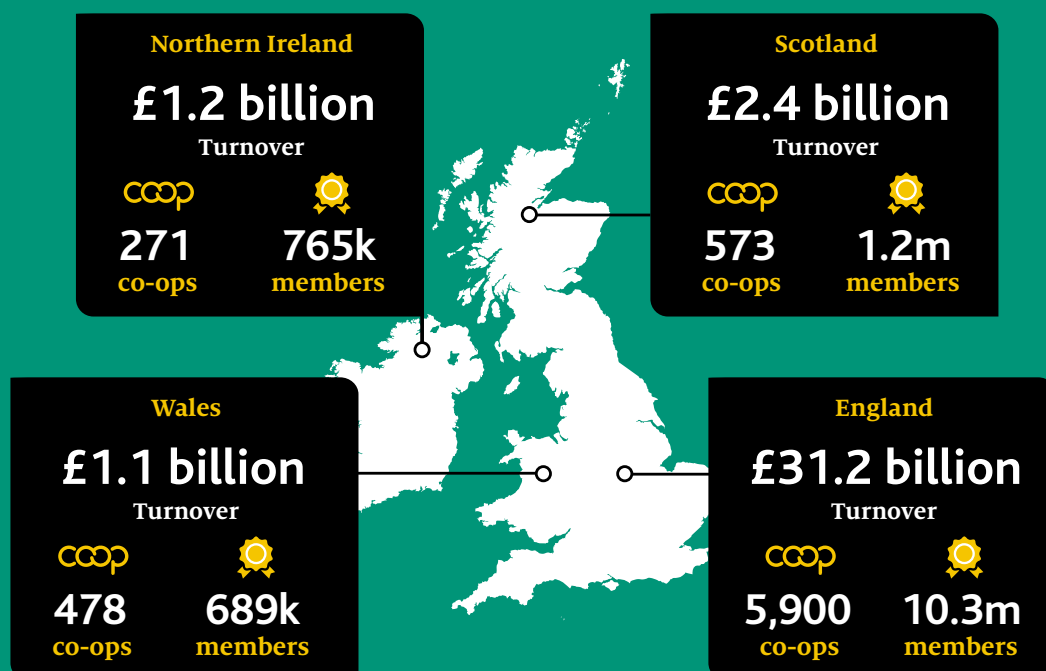 Northern Ireland
£1.2 billion
Turnover
coop
271
co-ops
765k
members
Scotland
£2.4 billion
Turnover
coop
573
co-ops
1.2m
members
Wales
£1.1 billion
Turnover
coop
478
co-ops
689k
members
England
£31.2 billion
Turnover
coop
5,900
co-ops
10.3m
members